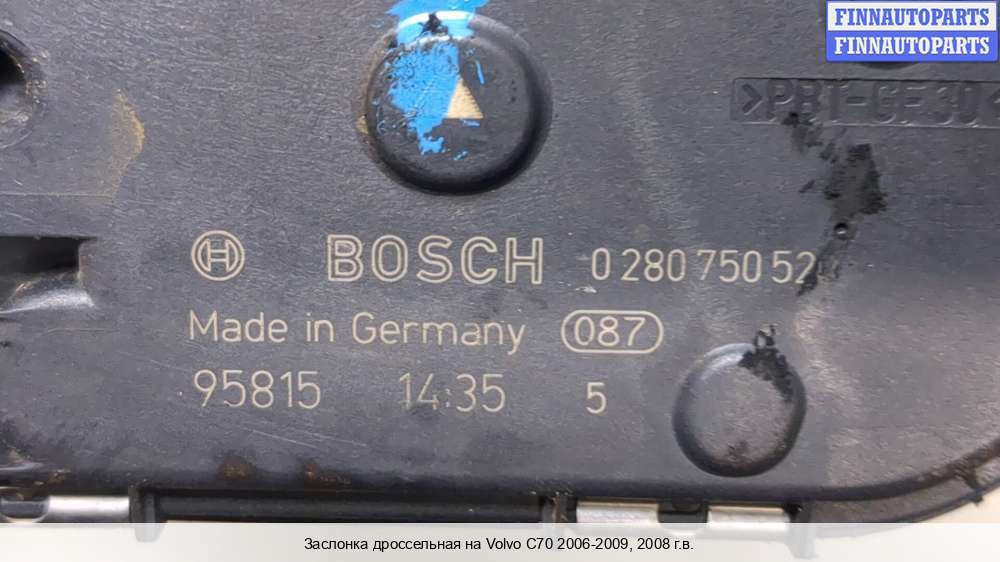 FINNAUTOPARTS
FINNAUTOPARTS
>PBT-GF30<
BOSCH 0 280 750 52
Made in Germany 087
95815 14:35 5
Заслонка дроссельная на Volvo C70 2006-2009, 2008 г.в.